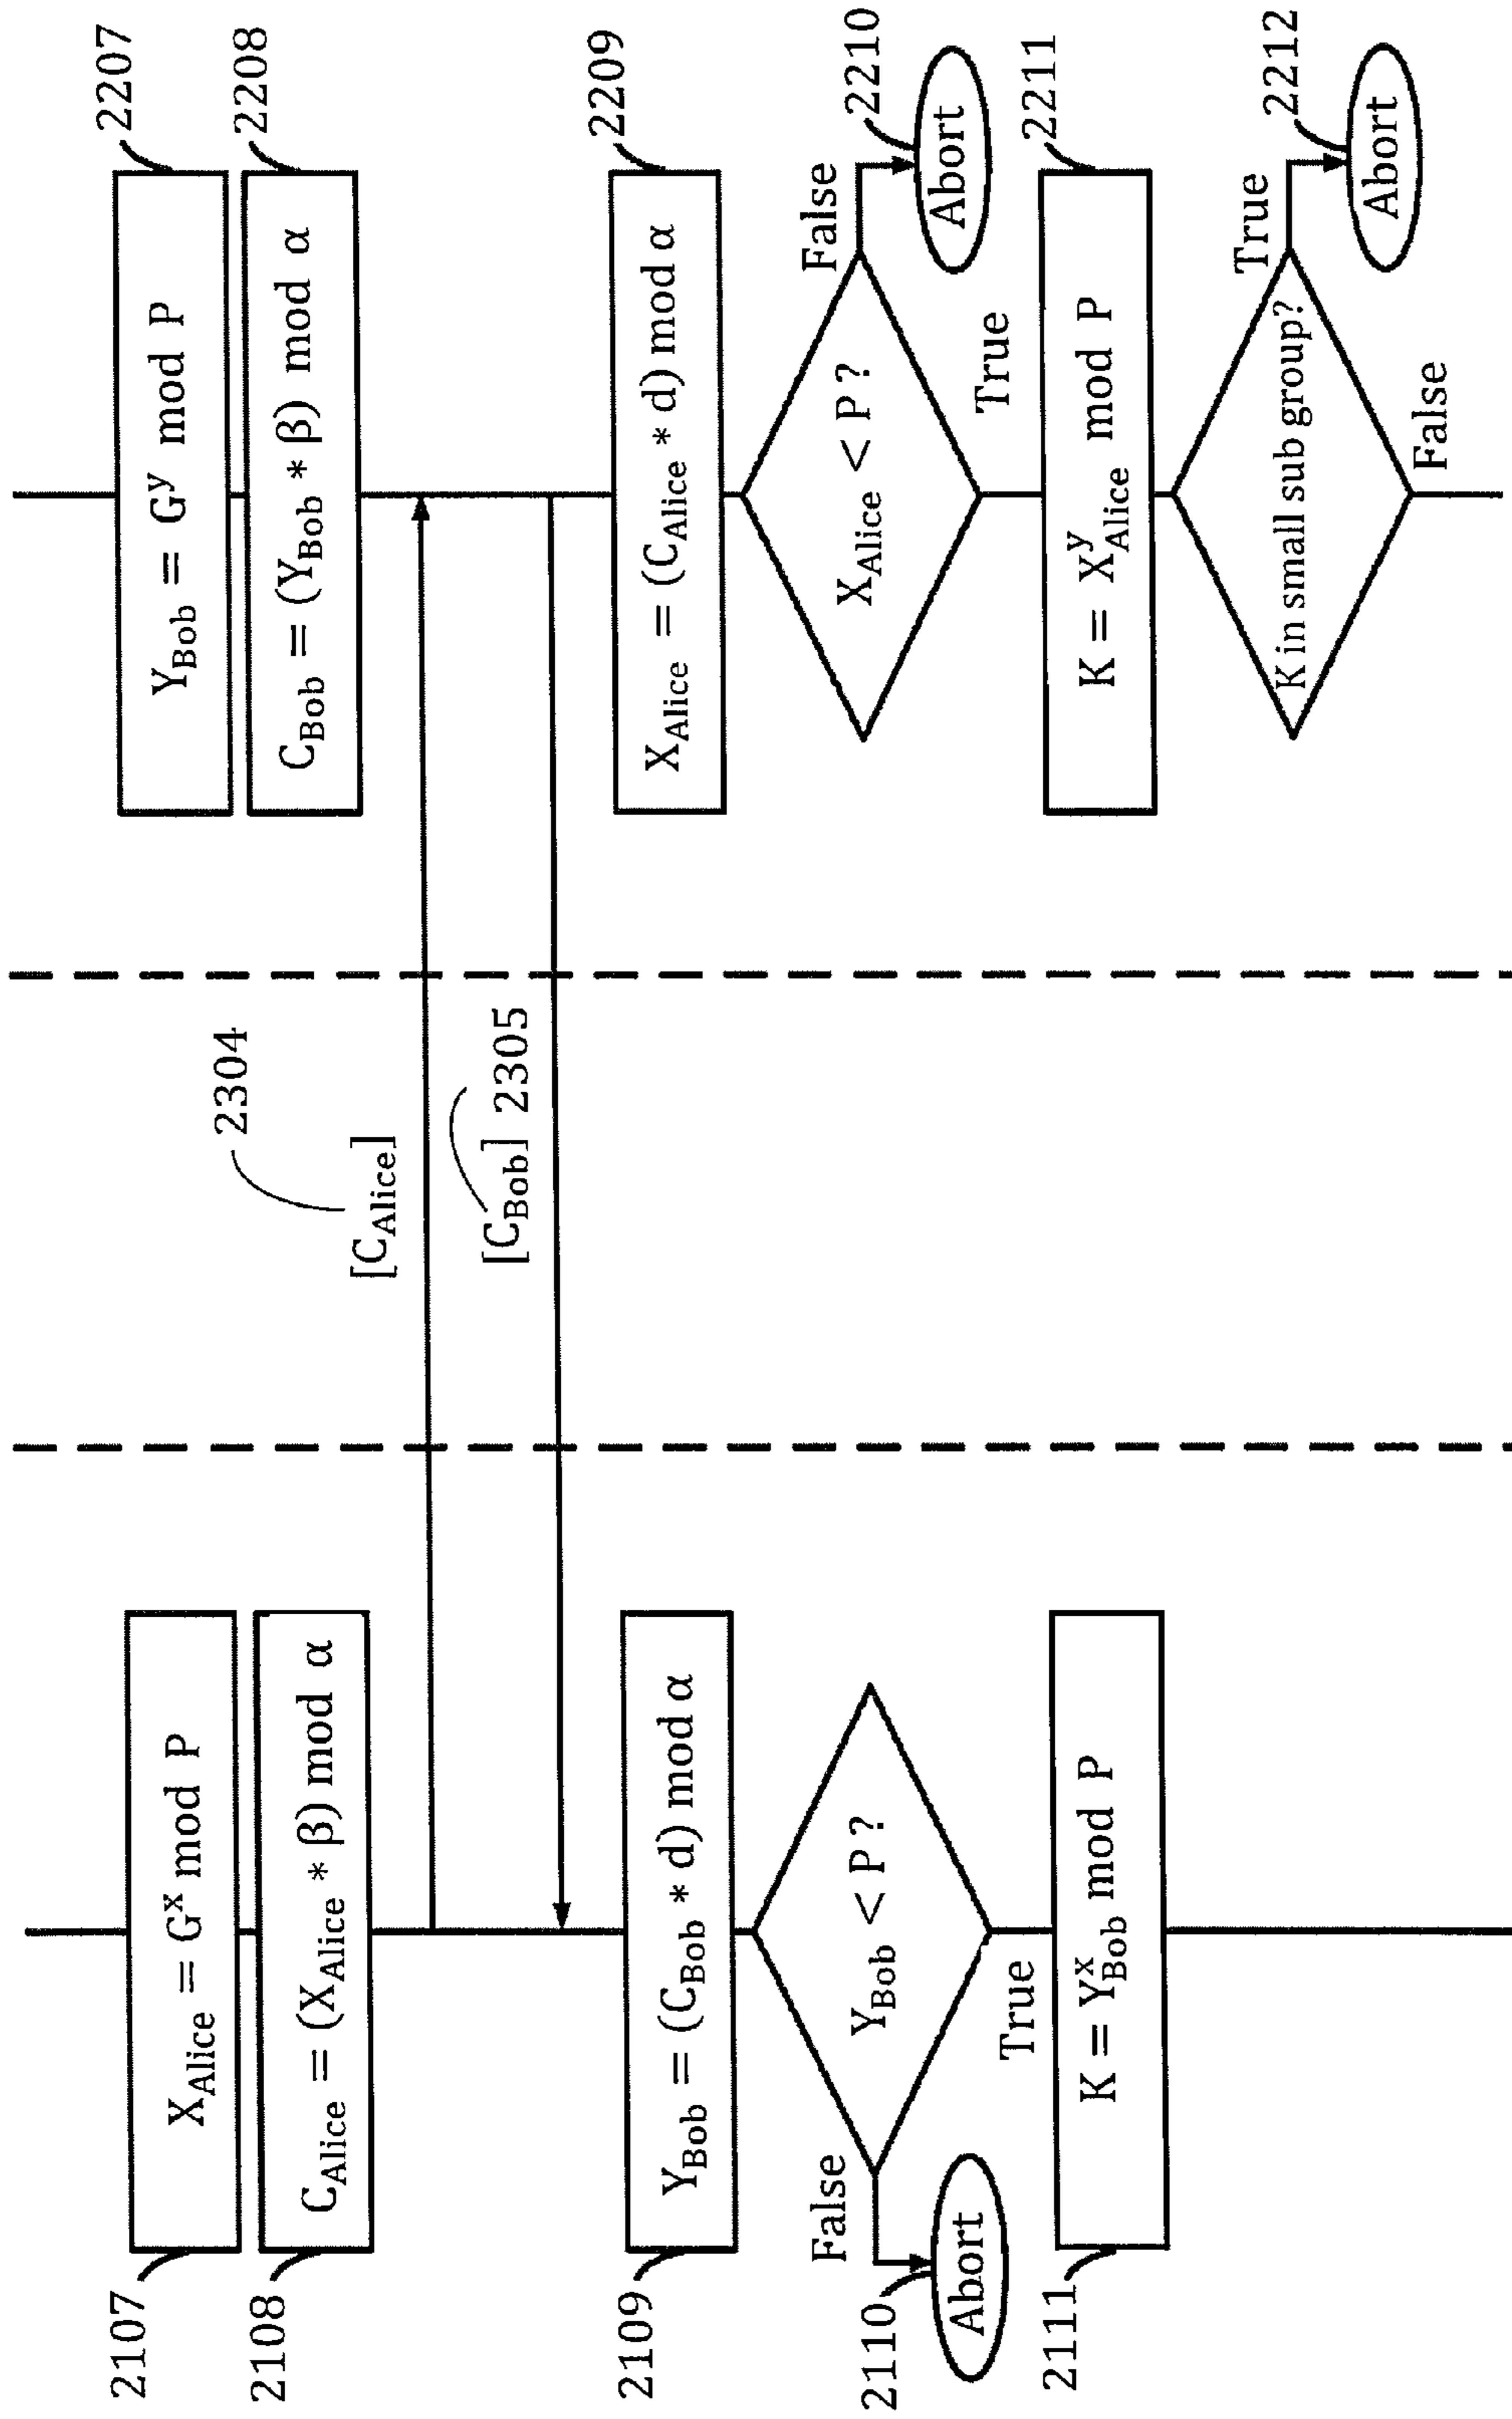 2107
X_Alice = G^x mod P
2108
C_Alice = (X_Alice * β) mod α
2304
[C_Alice]
[C_Bob] 2305
2109
Y_Bob = (C_Bob * d) mod α
Y_Bob < P ?
False
2110
Abort
True
2111
K = Y_Bob^x mod P
2207
Y_Bob = G^y mod P
2208
C_Bob = (Y_Bob * β) mod α
2209
X_Alice = (C_Alice * d) mod α
X_Alice < P ?
False
2210
Abort
True
2211
K = X_Alice^y mod P
K in small sub group?
True
2212
Abort
False